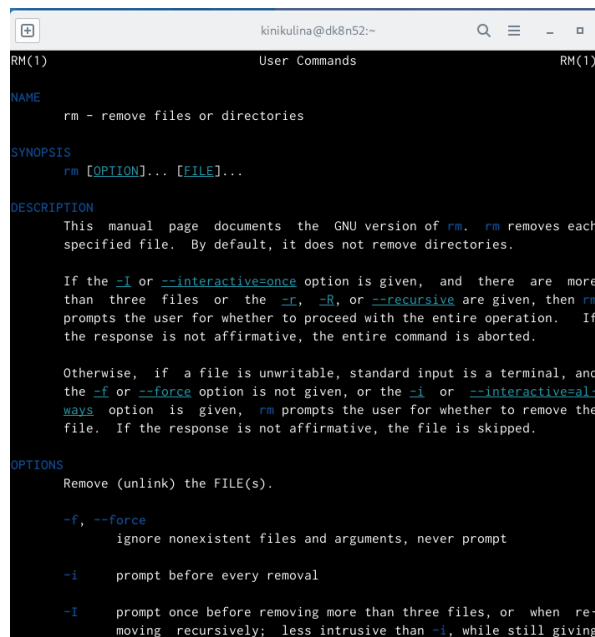 kinikulina@dk8n52:~
RM(1) User Commands RM(1)
NAME
rm - remove files or directories
SYNOPSIS
rm [OPTION]... [FILE]...
DESCRIPTION
This manual page documents the GNU version of rm. rm removes each
specified file. By default, it does not remove directories.
If the -I or --interactive=once option is given, and there are more
than three files or the -r, -R, or --recursive are given, then rm
prompts the user for whether to proceed with the entire operation. If
the response is not affirmative, the entire command is aborted.
Otherwise, if a file is unwritable, standard input is a terminal, and
the -f or --force option is not given, or the -i or --interactive=al-
ways option is given, rm prompts the user for whether to remove the
file. If the response is not affirmative, the file is skipped.
OPTIONS
Remove (unlink) the FILE(s).
-f, --force
ignore nonexistent files and arguments, never prompt
-i prompt before every removal
-I prompt once before removing more than three files, or when re-
moving recursively; less intrusive than -i, while still giving